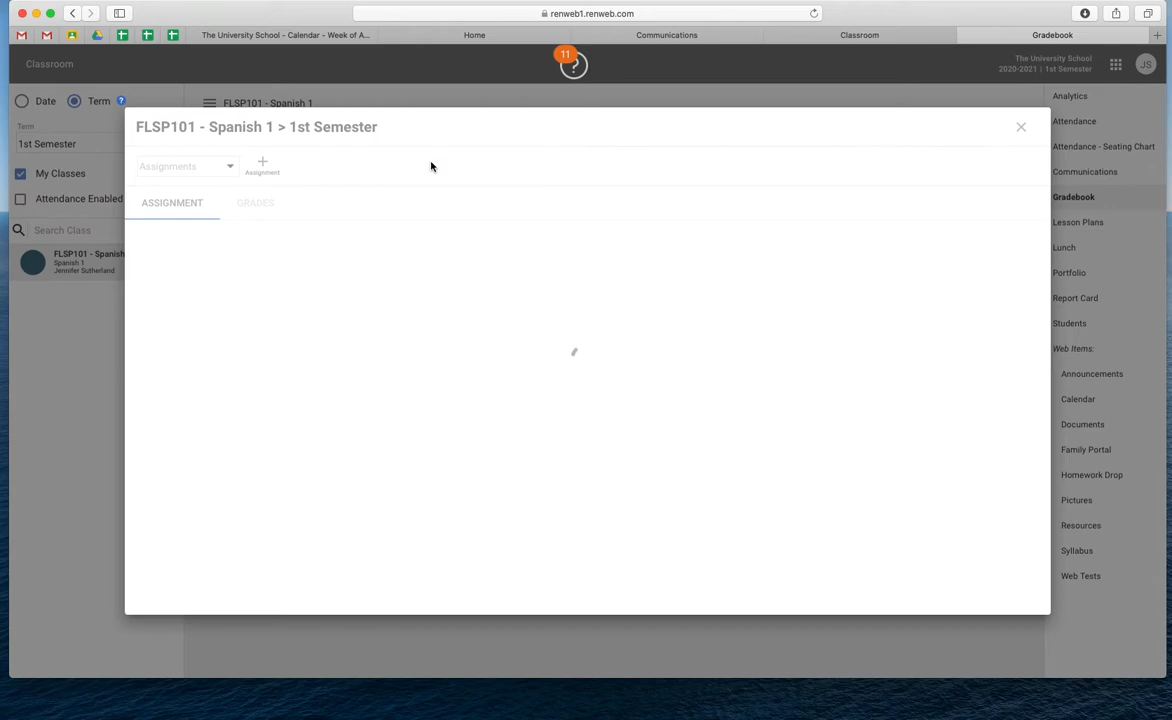 renweb1.renweb.com
The University School - Calendar - Week of A...
Home
Communications
Classroom
Gradebook
Classroom
11
?
The University School
2020-2021 | 1st Semester
JS
Date
Term
?
Term
1st Semester
My Classes
Attendance Enabled
Search Class
FLSP101 - Spanish
Spanish 1
Jennifer Sutherland
FLSP101 - Spanish 1
FLSP101 - Spanish 1 > 1st Semester
Assignments
Assignment
ASSIGNMENT
GRADES
Analytics
Attendance
Attendance - Seating Chart
Communications
Gradebook
Lesson Plans
Lunch
Portfolio
Report Card
Students
Web Items:
Announcements
Calendar
Documents
Family Portal
Homework Drop
Pictures
Resources
Syllabus
Web Tests